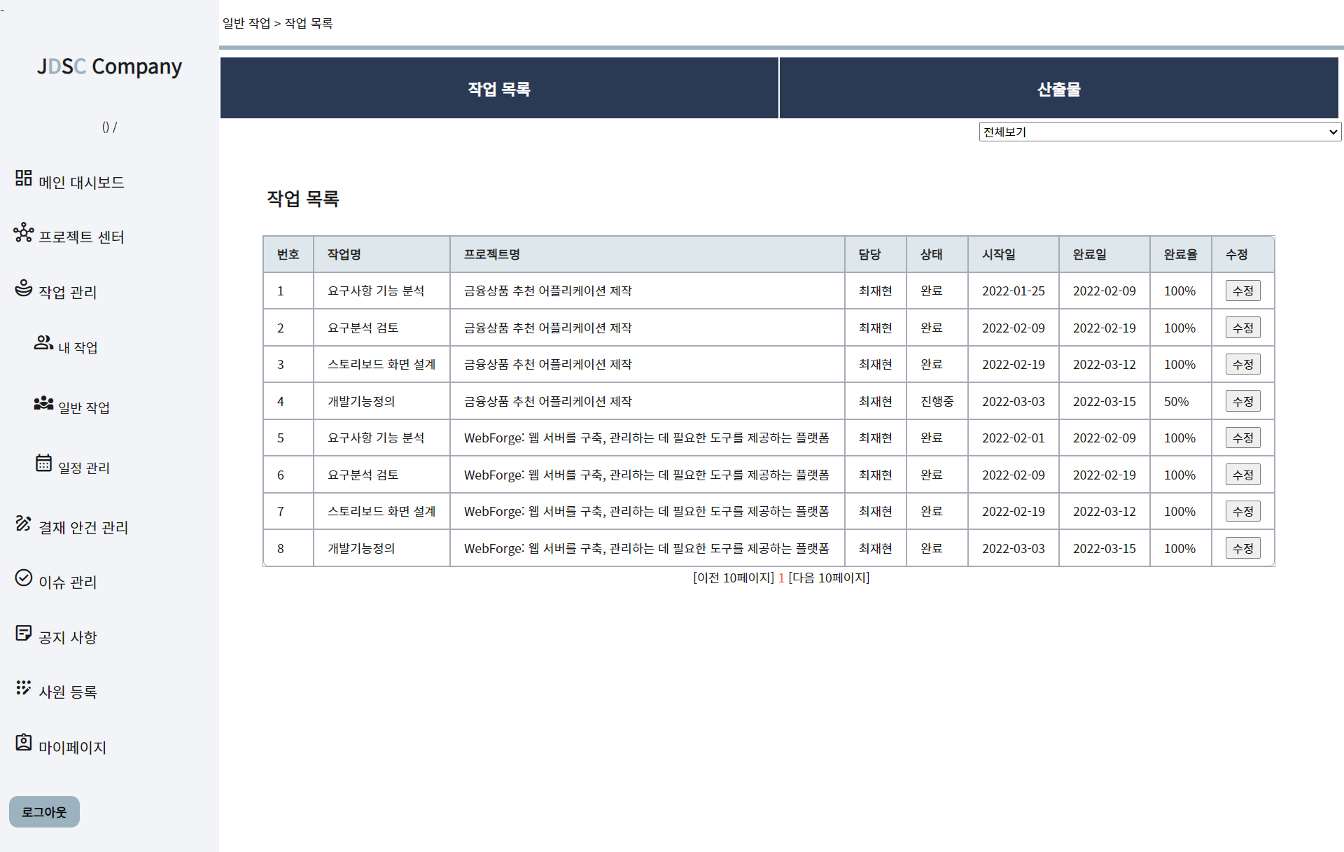 -
JDSC Company
() /
메인 대시보드
프로젝트 센터
작업 관리
내 작업
일반 작업
일정 관리
결재 안건 관리
이슈 관리
공지 사항
사원 등록
마이페이지
로그아웃
일반 작업 > 작업 목록
작업 목록 산출물
전체보기
작업 목록
번호 작업명 프로젝트명 담당 상태 시작일 완료일 완료율 수정
1 요구사항 기능 분석 금융상품 추천 어플리케이션 제작 최재현 완료 2022-01-25 2022-02-09 100% 수정
2 요구분석 검토 금융상품 추천 어플리케이션 제작 최재현 완료 2022-02-09 2022-02-19 100% 수정
3 스토리보드 화면 설계 금융상품 추천 어플리케이션 제작 최재현 완료 2022-02-19 2022-03-12 100% 수정
4 개발기능정의 금융상품 추천 어플리케이션 제작 최재현 진행중 2022-03-03 2022-03-15 50% 수정
5 요구사항 기능 분석 WebForge: 웹 서버를 구축, 관리하는 데 필요한 도구를 제공하는 플랫폼 최재현 완료 2022-02-01 2022-02-09 100% 수정
6 요구분석 검토 WebForge: 웹 서버를 구축, 관리하는 데 필요한 도구를 제공하는 플랫폼 최재현 완료 2022-02-09 2022-02-19 100% 수정
7 스토리보드 화면 설계 WebForge: 웹 서버를 구축, 관리하는 데 필요한 도구를 제공하는 플랫폼 최재현 완료 2022-02-19 2022-03-12 100% 수정
8 개발기능정의 WebForge: 웹 서버를 구축, 관리하는 데 필요한 도구를 제공하는 플랫폼 최재현 완료 2022-03-03 2022-03-15 100% 수정
[이전 10페이지] 1 [다음 10페이지]